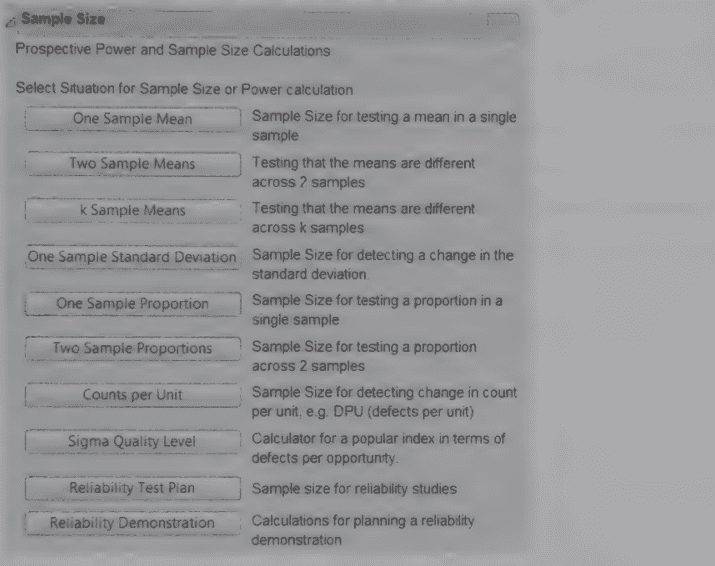 Sample Size
Prospective Power and Sample Size Calculations
Select Situation for Sample Size or Power calculation
One Sample Mean
Sample Size for testing a mean in a single
sample
Two Sample Means
Testing that the means are different
across 2 samples
k Sample Means
Testing that the means are different
across k samples
One Sample Standard Deviation
Sample Size for detecting a change in the
standard deviation.
One Sample Proportion
Sample Size for testing a proportion in a
single sample
Two Sample Proportions
Sample Size for testing a proportion
across 2 samples
Counts per Unit
Sample Size for detecting change in count
per unit, e.g. DPU (defects per unit)
Sigma Quality Level
Calculator for a popular index in terms of
defects per opportunity.
Reliability Test Plan
Sample size for reliability studies
Reliability Demonstration
Calculations for planning a reliability
demonstration